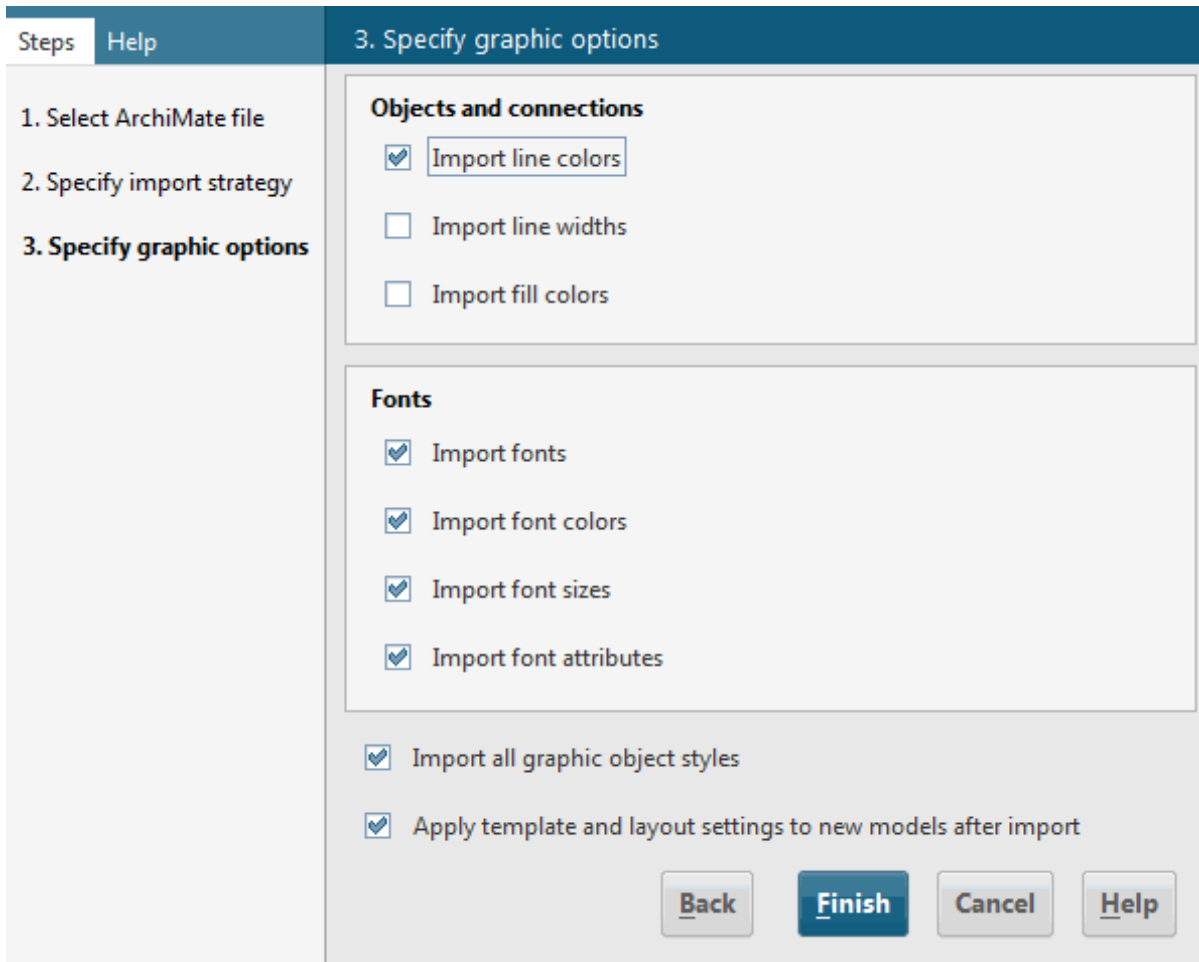 Steps
Help
3. Specify graphic options
1. Select ArchiMate file
2. Specify import strategy
3. Specify graphic options
Objects and connections
Import line colors
Import line widths
Import fill colors
Fonts
Import fonts
Import font colors
Import font sizes
Import font attributes
Import all graphic object styles
Apply template and layout settings to new models after import
Back
Finish
Cancel
Help